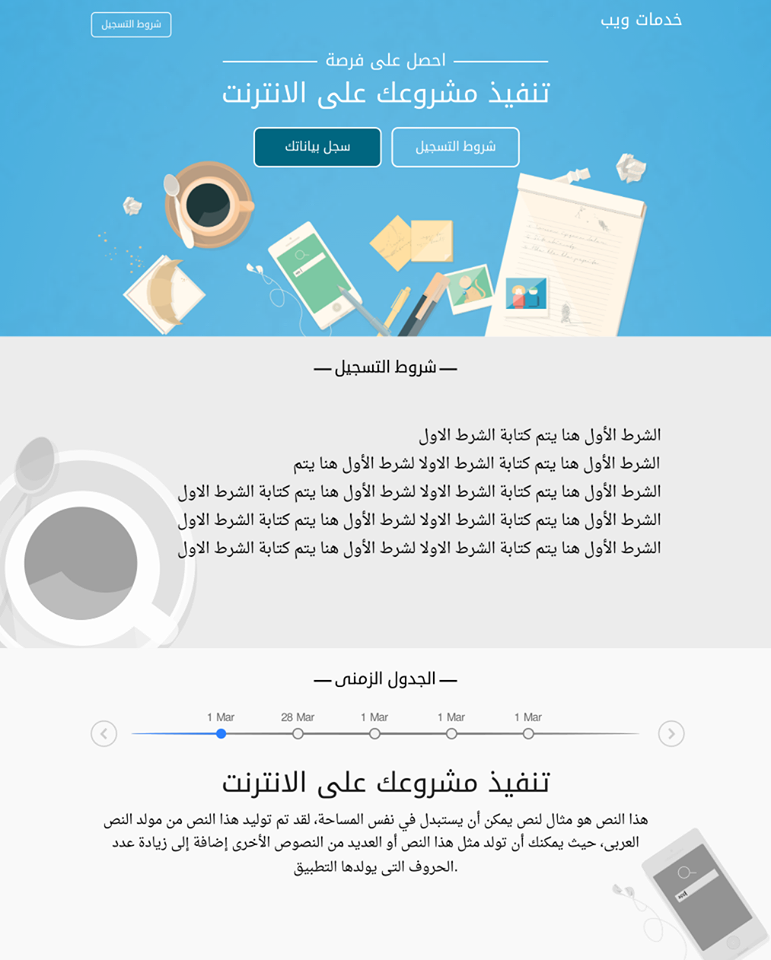 خدمات ويب
شروط التسجيل
احصل على فرصة
تنفيذ مشروعك على الانترنت
شروط التسجيل
سجل بياناتك
شروط التسجيل
الشرط الأول هنا يتم كتابة الشرط الاول
الشرط الأول هنا يتم كتابة الشرط الاولا لشرط الأول هنا يتم
الشرط الأول هنا يتم كتابة الشرط الاولا لشرط الأول هنا يتم كتابة الشرط الاول
الشرط الأول هنا يتم كتابة الشرط الاولا لشرط الأول هنا يتم كتابة الشرط الاول
الشرط الأول هنا يتم كتابة الشرط الاولا لشرط الأول هنا يتم كتابة الشرط الاول
الجدول الزمنى
1 Mar 28 Mar 1 Mar 1 Mar 1 Mar
تنفيذ مشروعك على الانترنت
هذا النص هو مثال لنص يمكن أن يستبدل في نفس المساحة، لقد تم توليد هذا النص من مولد النص
العربى، حيث يمكنك أن تولد مثل هذا النص أو العديد من النصوص الأخرى إضافة إلى زيادة عدد
.الحروف التى يولدها التطبيق